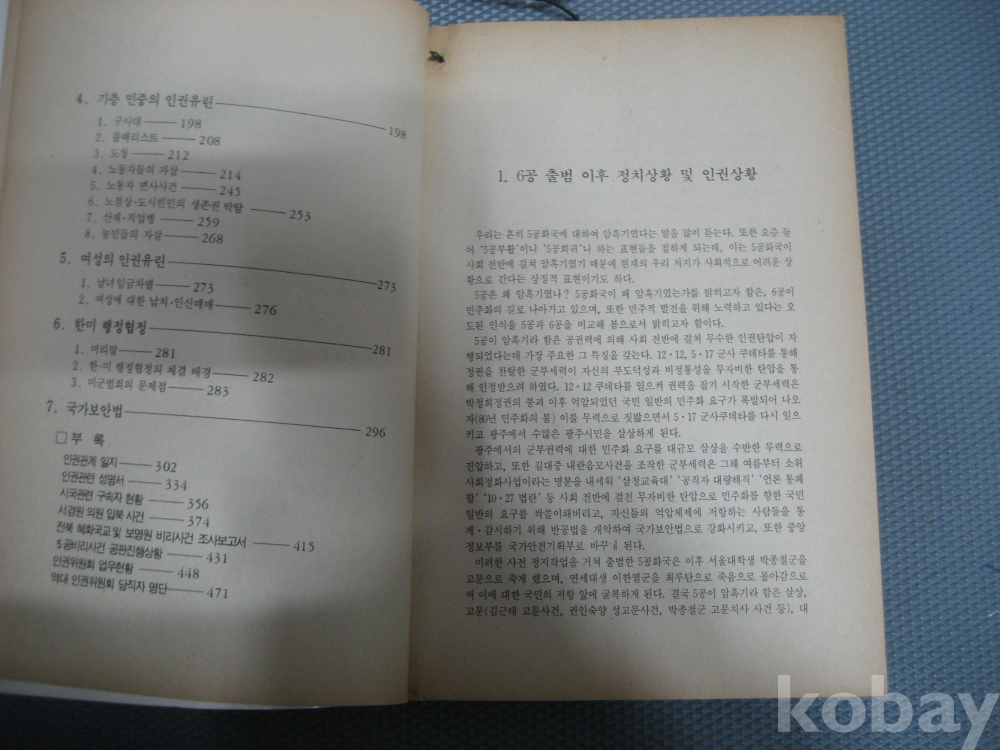 4. 기층 민중의 인권유린 198
1. 구사대 198
2. 블랙리스트 208
3. 도청 212
4. 노동자들의 자살 214
5. 노동자 변사사건 245
6. 노점상·도시빈민의 생존권 박탈 253
7. 산재·직업병 259
8. 농민들의 자살 268
5. 여성의 인권유린 273
1. 남녀임금차별 273
2. 여성에 대한 납치·인신매매 276
6. 한미 행정협정 281
1. 머리말 281
2. 한·미 행정협정의 체결 배경 282
3. 미군범죄의 문제점 283
7. 국가보안법 296
□ 부 록
인권관계 일지 302
인권관련 성명서 334
시국관련 구속자 현황 356
서경원 의원 입북 사건 374
전북 혜화국교 및 보명원 비리사건 조사보고서 415
5공비리사건 공판진행상황 431
인권위원회 업무현황 448
역대 인권위원회 당직자 명단 471
1. 6공 출범 이후 정치상황 및 인권상황
우리는 흔히 5공화국에 대하여 암흑기였다는 말을 많이 듣는다. 또한 요즘 들
어 '5공부활'이니 '5공회귀'니 하는 표현들을 접하게 되는데, 이는 5공화국이
사회 전반에 걸쳐 암흑기였기 때문에 현재의 우리 처지가 사회적으로 어려운 상
황으로 간다는 상징적 표현이기도 하다.
5공은 왜 암흑기였나? 5공화국이 왜 암흑기였는가를 밝히고자 함은, 6공이
민주화의 길로 나아가고 있으며, 또한 민주적 발전을 위해 노력하고 있다는 오
도된 인식을 5공과 6공을 비교해 봄으로서 밝히고자 함이다.
5공이 암흑기라 함은 공권력에 의해 사회 전반에 걸쳐 무수한 인권탄압이 자
행되었다는데 가장 주요한 그 특징을 갖는다. 12·12, 5·17 군사 쿠데타를 통해
정권을 찬탈한 군부세력이 자신의 부도덕성과 비정통성을 무자비한 탄압을 통
해 인정받으려 하였다. 12·12 쿠데타를 일으켜 권력을 잡기 시작한 군부세력은
박정희정권의 붕괴 이후 억압되었던 국민 일반의 민주화 요구가 폭발되어 나오
자(80년 민주화의 봄) 이를 무력으로 짓밟으면서 5·17 군사쿠데타를 다시 일으
키고 광주에서 수많은 광주시민을 살상하게 된다.
광주에서의 군부권력에 대한 민주화 요구를 대규모 살상을 수반한 무력으로
진압하고, 또한 김대중 내란음모사건을 조작한 군부세력은 그해 여름부터 소위
사회정화사업이라는 명분을 내세워 '삼청교육대' '공직자 대량해직' '언론 통폐
합' '10·27 법란' 등 사회 전반에 걸친 무자비한 탄압으로 민주화를 향한 국민
일반의 요구를 싹쓸이해버리고, 자신들의 억압체제에 저항하는 사람들을 통
제·감시하기 위해 반공법을 개악하여 국가보안법으로 강화시키고, 또한 중앙
정보부를 국가안전기획부로 바꾸게 된다.
이러한 사전 정지작업을 거쳐 출범한 5공화국은 이후 서울대학생 박종철군을
고문으로 죽게 했으며, 연세대생 이한열군을 최루탄으로 죽음으로 몰아감으로
써 이에 대한 국민의 저항 앞에 굴복하게 된다. 결국 5공이 암흑기라 함은 살상,
고문(김근태 고문사건, 권인숙양 성고문사건, 박종철군 고문치사 사건 등), 대
kobay